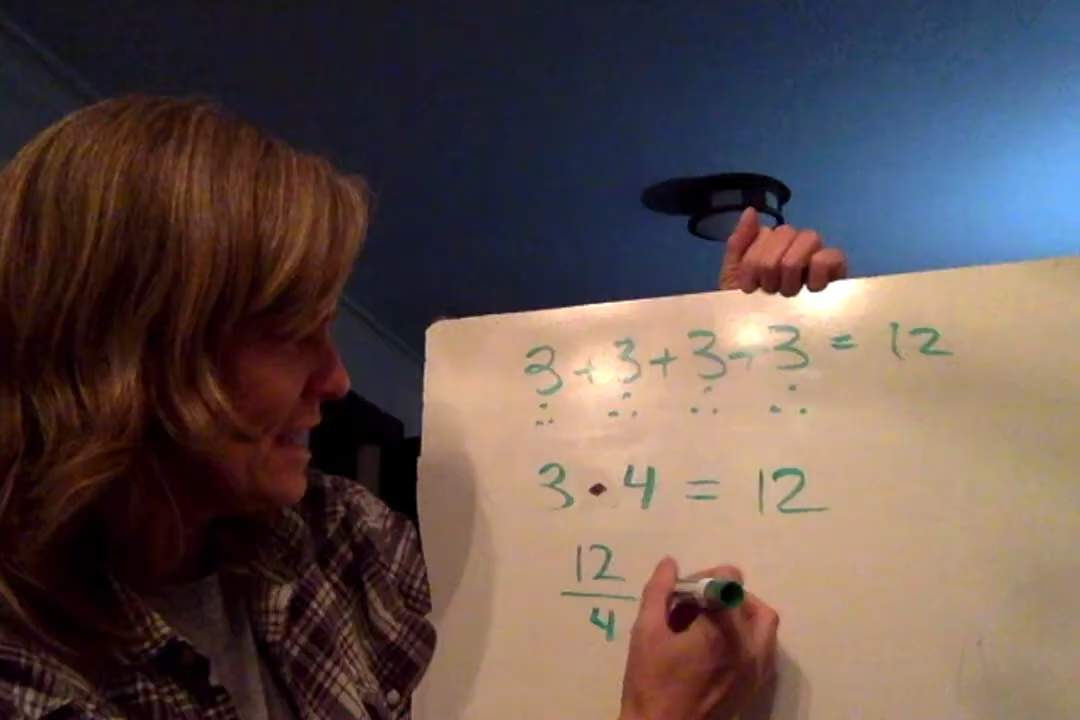 3 + 3 + 3 + 3 = 12
3 • 4 = 12
12
4